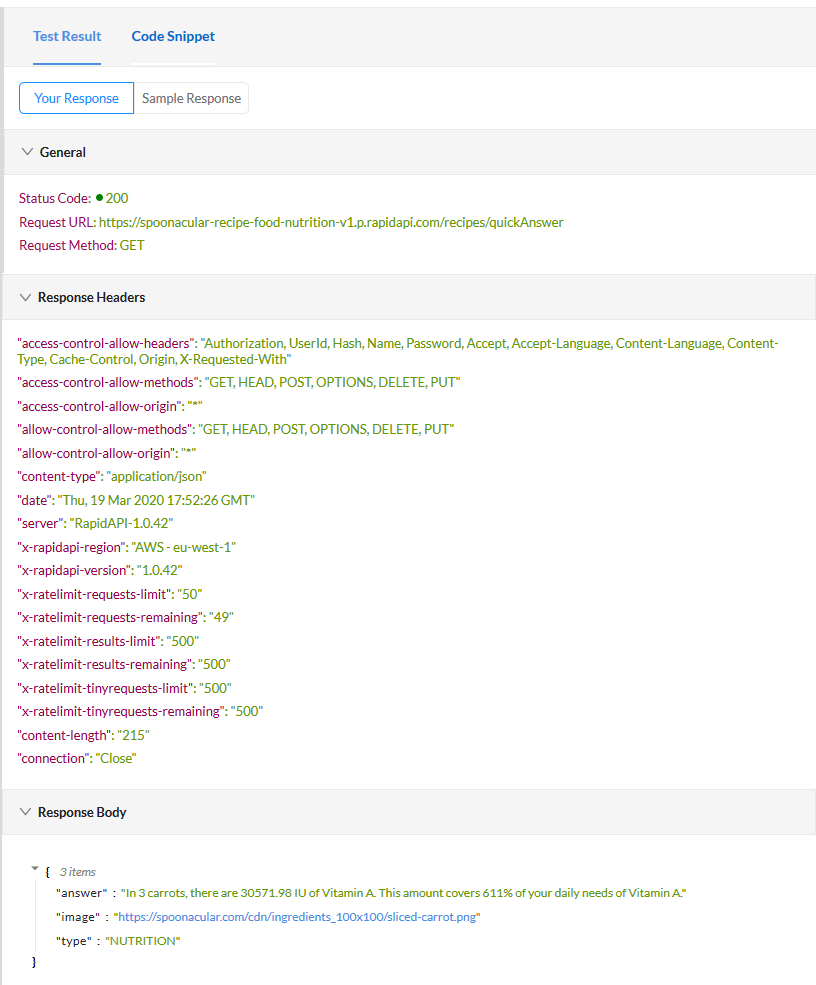 Test Result Code Snippet
Your Response Sample Response
General
Status Code: 200
Request URL: https://spoonacular-recipe-food-nutrition-v1.p.rapidapi.com/recipes/quickAnswer
Request Method: GET
Response Headers
"access-control-allow-headers": "Authorization, UserId, Hash, Name, Password, Accept, Accept-Language, Content-Language, Content-
Type, Cache-Control, Origin, X-Requested-With"
"access-control-allow-methods": "GET, HEAD, POST, OPTIONS, DELETE, PUT"
"access-control-allow-origin": "*"
"allow-control-allow-methods": "GET, HEAD, POST, OPTIONS, DELETE, PUT"
"allow-control-allow-origin": "*"
"content-type": "application/json"
"date": "Thu, 19 Mar 2020 17:52:26 GMT"
"server": "RapidAPI-1.0.42"
"x-rapidapi-region": "AWS - eu-west-1"
"x-rapidapi-version": "1.0.42"
"x-ratelimit-requests-limit": "50"
"x-ratelimit-requests-remaining": "49"
"x-ratelimit-results-limit": "500"
"x-ratelimit-results-remaining": "500"
"x-ratelimit-tinyrequests-limit": "500"
"x-ratelimit-tinyrequests-remaining": "500"
"content-length": "215"
"connection": "Close"
Response Body
{ 3 items
"answer" : "In 3 carrots, there are 30571.98 IU of Vitamin A. This amount covers 611% of your daily needs of Vitamin A."
"image" : "https://spoonacular.com/cdn/ingredients_100x100/sliced-carrot.png"
"type" : "NUTRITION"
}